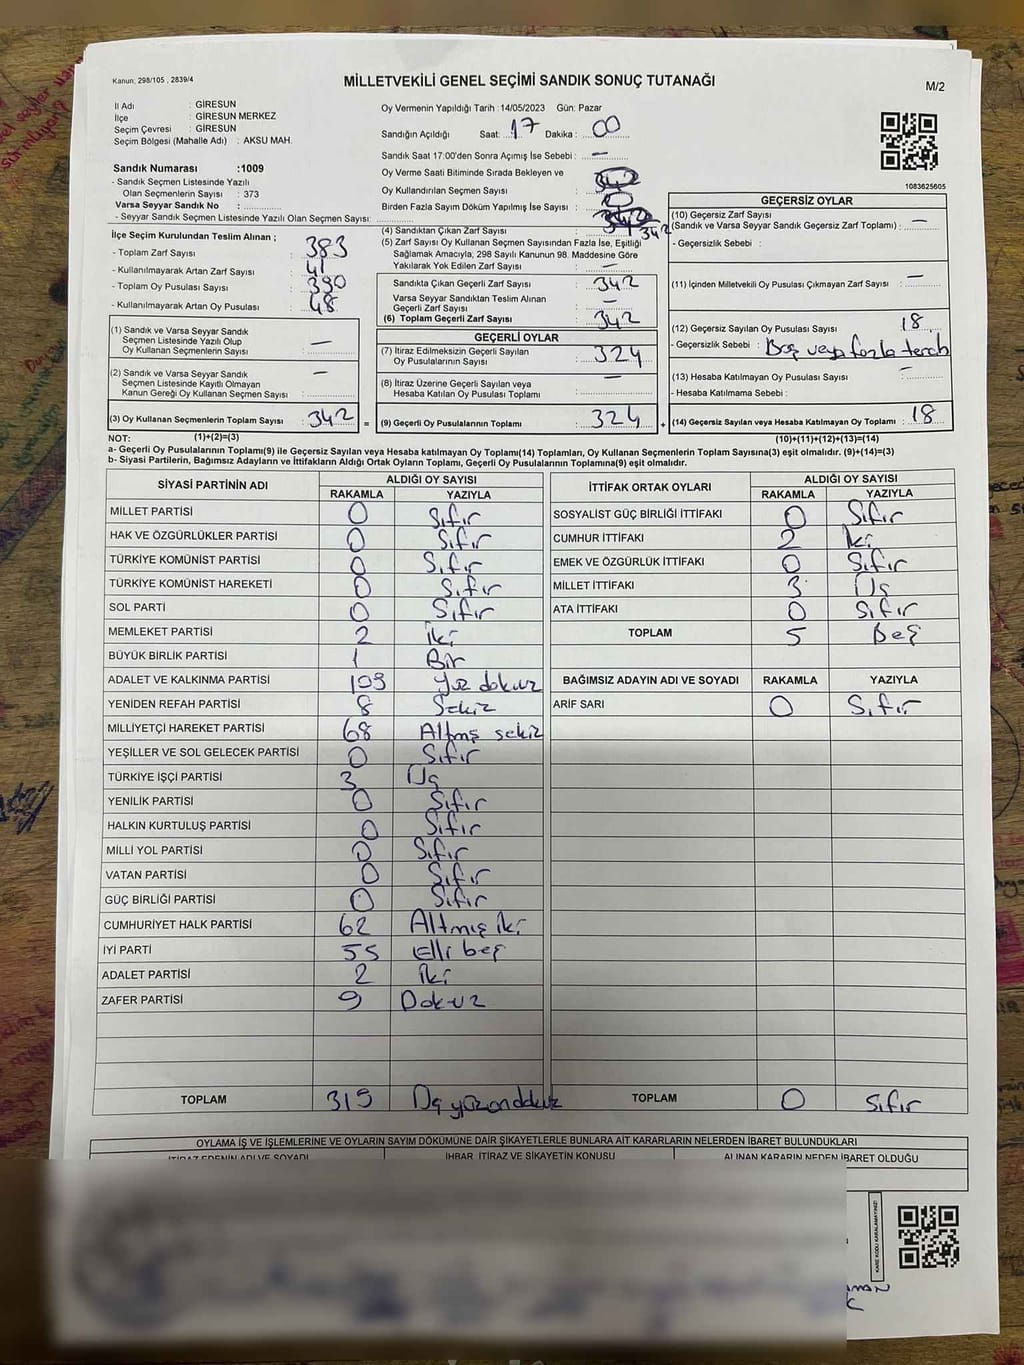 Kanun: 298/105 , 2839/4
MİLLETVEKİLİ GENEL SEÇİMİ SANDIK SONUÇ TUTANAĞI
M/2
İl Adı : GİRESUN
İlçe : GİRESUN MERKEZ
Seçim Çevresi : GİRESUN
Seçim Bölgesi (Mahalle Adı) : AKSU MAH.
Oy Vermenin Yapıldığı Tarih : 14/05/2023 Gün: Pazar
Sandığın Açıldığı Saat: 17 Dakika : 00
Sandık Saat 17:00'den Sonra Açımış İse Sebebi : –
Oy Verme Saati Bitiminde Sırada Bekleyen ve
Oy Kullandırılan Seçmen Sayısı :
Birden Fazla Sayım Döküm Yapılmış İse Sayısı :
1083625605
Sandık Numarası :1009
- Sandık Seçmen Listesinde Yazılı
Olan Seçmenlerin Sayısı : 373
Varsa Seyyar Sandık No :
- Seyyar Sandık Seçmen Listesinde Yazılı Olan Seçmen Sayısı:
İlçe Seçim Kurulundan Teslim Alınan ;
- Toplam Zarf Sayısı : 383
- Kullanılmayarak Artan Zarf Sayısı : 41
- Toplam Oy Pusulası Sayısı : 390
- Kullanılmayarak Artan Oy Pusulası : 48
(1) Sandık ve Varsa Seyyar Sandık
Seçmen Listesinde Yazılı Olup
Oy Kullanan Seçmenlerin Sayısı : –
(2) Sandık ve Varsa Seyyar Sandık
Seçmen Listesinde Kayıtlı Olmayan
Kanun Gereği Oy Kullanan Seçmen Sayısı : –
(3) Oy Kullanan Seçmenlerin Toplam Sayısı : 342
(4) Sandıktan Çıkan Zarf Sayısı : 342
(5) Zarf Sayısı Oy Kullanan Seçmen Sayısından Fazla İse, Eşitliği
Sağlamak Amacıyla, 298 Sayılı Kanunun 98. Maddesine Göre
Yakılarak Yok Edilen Zarf Sayısı : –
Sandıkta Çıkan Geçerli Zarf Sayısı : 342
Varsa Seyyar Sandıktan Teslim Alınan
Geçerli Zarf Sayısı : –
(6) Toplam Geçerli Zarf Sayısı : 342
GEÇERLİ OYLAR
(7) İtiraz Edilmeksizin Geçerli Sayılan
Oy Pusulalarının Sayısı : 324
(8) İtiraz Üzerine Geçerli Sayılan veya
Hesaba Katılan Oy Pusulası Toplamı : –
= (9) Geçerli Oy Pusulalarının Toplamı : 324
GEÇERSİZ OYLAR
(10) Geçersiz Zarf Sayısı
(Sandık ve Varsa Seyyar Sandık Geçersiz Zarf Toplamı) : –
- Geçersizlik Sebebi :
(11) İçinden Milletvekili Oy Pusulası Çıkmayan Zarf Sayısı : –
(12) Geçersiz Sayılan Oy Pusulası Sayısı : 18
- Geçersizlik Sebebi : Boş veya fazla tercih
(13) Hesaba Katılmayan Oy Pusulası Sayısı : –
- Hesaba Katılmama Sebebi :
+ (14) Geçersiz Sayılan veya Hesaba Katılmayan Oy Toplamı : 18
NOT: (1)+(2)=(3) (10)+(11)+(12)+(13)=(14)
a- Geçerli Oy Pusulalarının Toplamı(9) ile Geçersiz Sayılan veya Hesaba katılmayan Oy Toplamı(14) Toplamları, Oy Kullanan Seçmenlerin Toplam Sayısına(3) eşit olmalıdır. (9)+(14)=(3)
b- Siyasi Partilerin, Bağımsız Adayların ve İttifakların Aldığı Ortak Oyların Toplamı, Geçerli Oy Pusulalarının Toplamına(9) eşit olmalıdır.
SİYASİ PARTİNİN ADI ALDIĞI OY SAYISI
RAKAMLA YAZIYLA
MİLLET PARTİSİ 0 Sıfır
HAK VE ÖZGÜRLÜKLER PARTİSİ 0 Sıfır
TÜRKİYE KOMÜNİST PARTİSİ 0 Sıfır
TÜRKİYE KOMÜNİST HAREKETİ 0 Sıfır
SOL PARTİ 0 Sıfır
MEMLEKET PARTİSİ 2 İki
BÜYÜK BİRLİK PARTİSİ 1 Bir
ADALET VE KALKINMA PARTİSİ 109 Yüz dokuz
YENİDEN REFAH PARTİSİ 8 Sekiz
MİLLİYETÇİ HAREKET PARTİSİ 68 Altmş sekiz
YEŞİLLER VE SOL GELECEK PARTİSİ 0 Sıfır
TÜRKİYE İŞÇİ PARTİSİ 3 Üç
YENİLİK PARTİSİ 0 Sıfır
HALKIN KURTULUŞ PARTİSİ 0 Sıfır
MİLLİ YOL PARTİSİ 0 Sıfır
VATAN PARTİSİ 0 Sıfır
GÜÇ BİRLİĞİ PARTİSİ 0 Sıfır
CUMHURİYET HALK PARTİSİ 62 Altmış iki
İYİ PARTİ 55 Elli beş
ADALET PARTİSİ 2 İki
ZAFER PARTİSİ 9 Dokuz
TOPLAM 319 Üç yüzondokuz
İTTİFAK ORTAK OYLARI ALDIĞI OY SAYISI
RAKAMLA YAZIYLA
SOSYALİST GÜÇ BİRLİĞİ İTTİFAKI 0 Sıfır
CUMHUR İTTİFAKI 2 İki
EMEK VE ÖZGÜRLÜK İTTİFAKI 0 Sıfır
MİLLET İTTİFAKI 3 Üç
ATA İTTİFAKI 0 Sıfır
TOPLAM 5 Beş
BAĞIMSIZ ADAYIN ADI VE SOYADI RAKAMLA YAZIYLA
ARİF SARI 0 Sıfır
TOPLAM 0 Sıfır
OYLAMA İŞ VE İŞLEMLERİNE VE OYLARIN SAYIM DÖKÜMÜNE DAİR ŞİKAYETLERLE BUNLARA AİT KARARLARIN NELERDEN İBARET BULUNDUKLARI
İTİRAZ EDENİN ADI VE SOYADI İHBAR, İTİRAZ VE ŞİKAYETİN KONUSU ALINAN KARARIN NEDEN İBARET OLDUĞU
KARE KODU KARALAMAYINIZ!